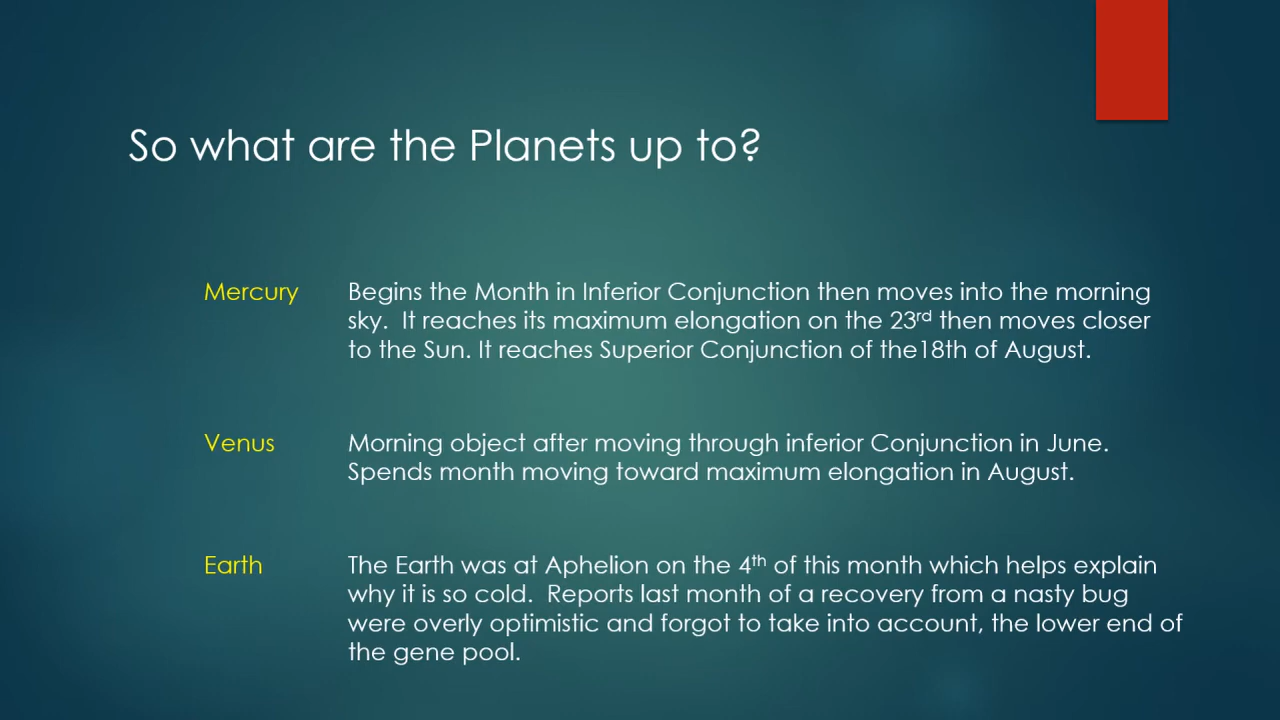 So what are the Planets up to?
Mercury
Begins the Month in Inferior Conjunction then moves into the morning
sky.  It reaches its maximum elongation on the 23rd then moves closer
to the Sun. It reaches Superior Conjunction of the18th of August.
Venus
Morning object after moving through inferior Conjunction in June.
Spends month moving toward maximum elongation in August.
Earth
The Earth was at Aphelion on the 4th of this month which helps explain
why it is so cold.  Reports last month of a recovery from a nasty bug
were overly optimistic and forgot to take into account, the lower end of
the gene pool.